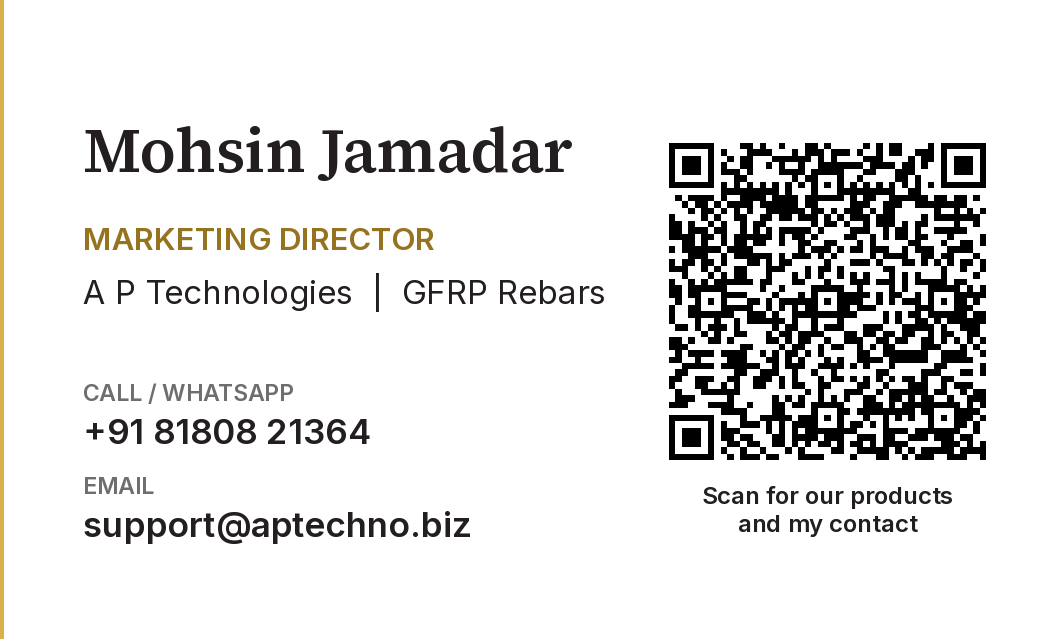 Mohsin Jamadar
MARKETING DIRECTOR
A P Technologies | GFRP Rebars
CALL / WHATSAPP
+91 81808 21364
EMAIL
support@aptechno.biz
Scan for our products
and my contact